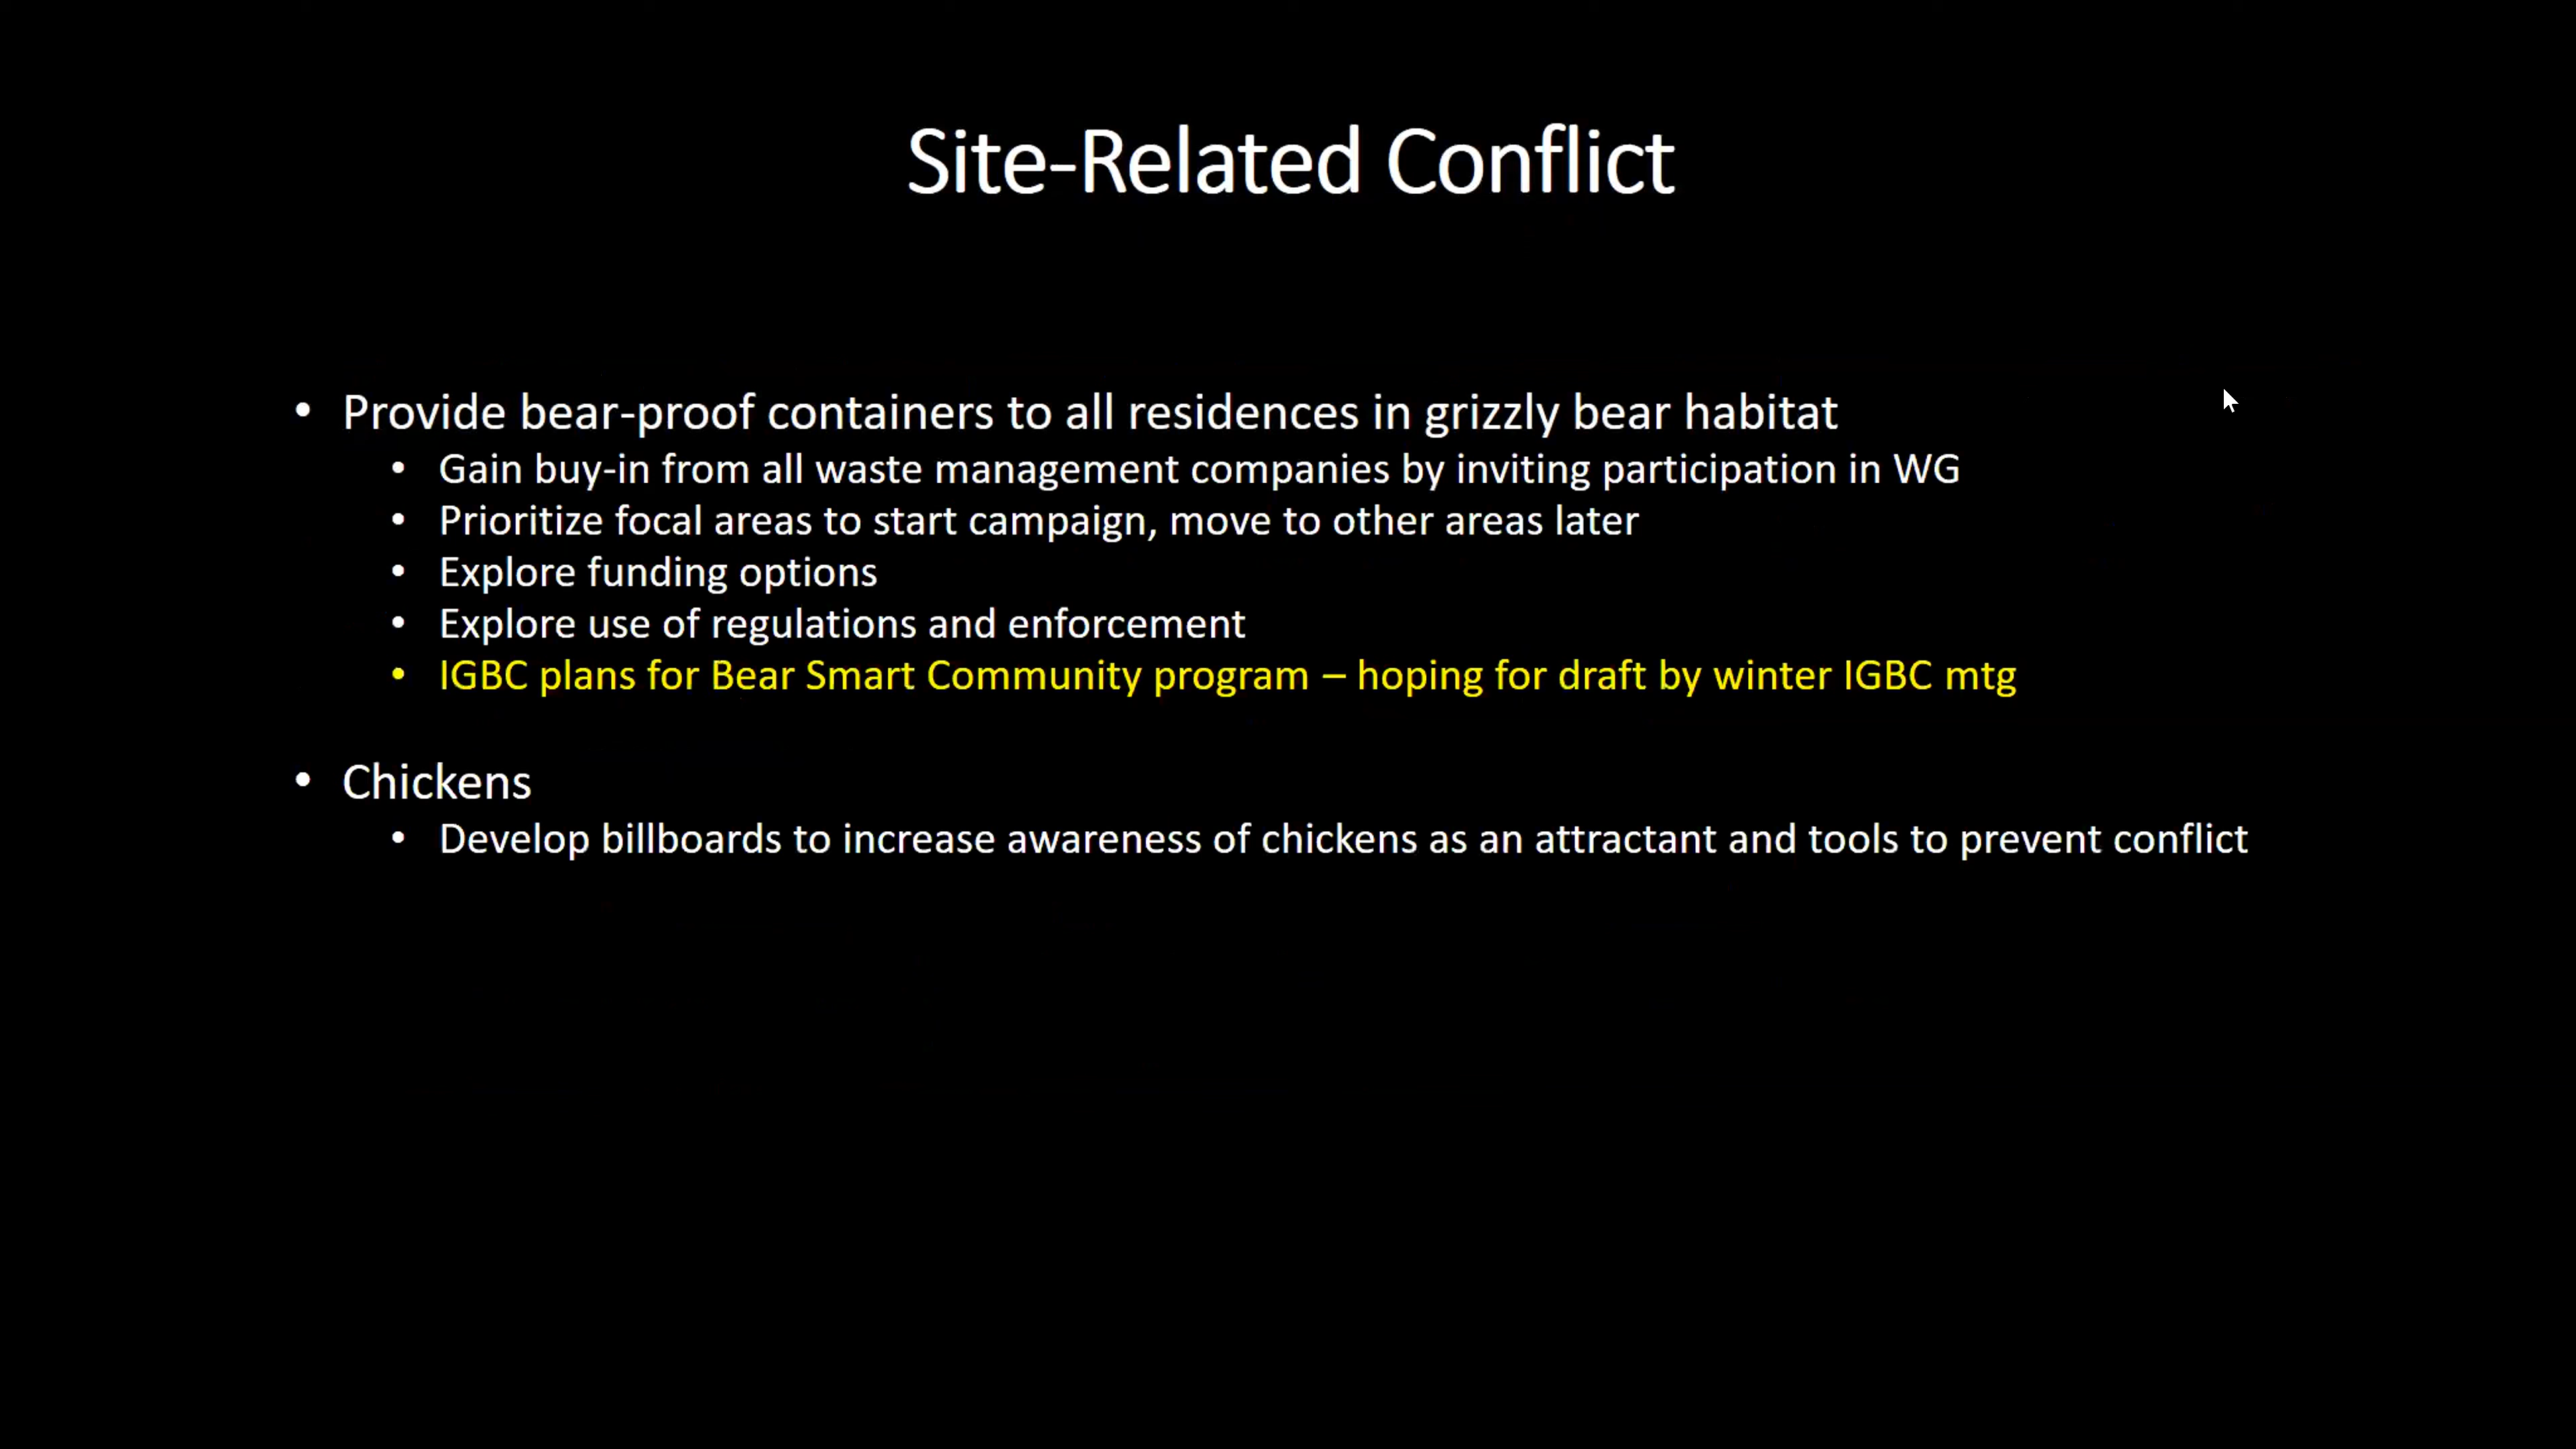 Site-Related Conflict
• Provide bear-proof containers to all residences in grizzly bear habitat
• Gain buy-in from all waste management companies by inviting participation in WG
• Prioritize focal areas to start campaign, move to other areas later
• Explore funding options
• Explore use of regulations and enforcement
• IGBC plans for Bear Smart Community program – hoping for draft by winter IGBC mtg
• Chickens
• Develop billboards to increase awareness of chickens as an attractant and tools to prevent conflict